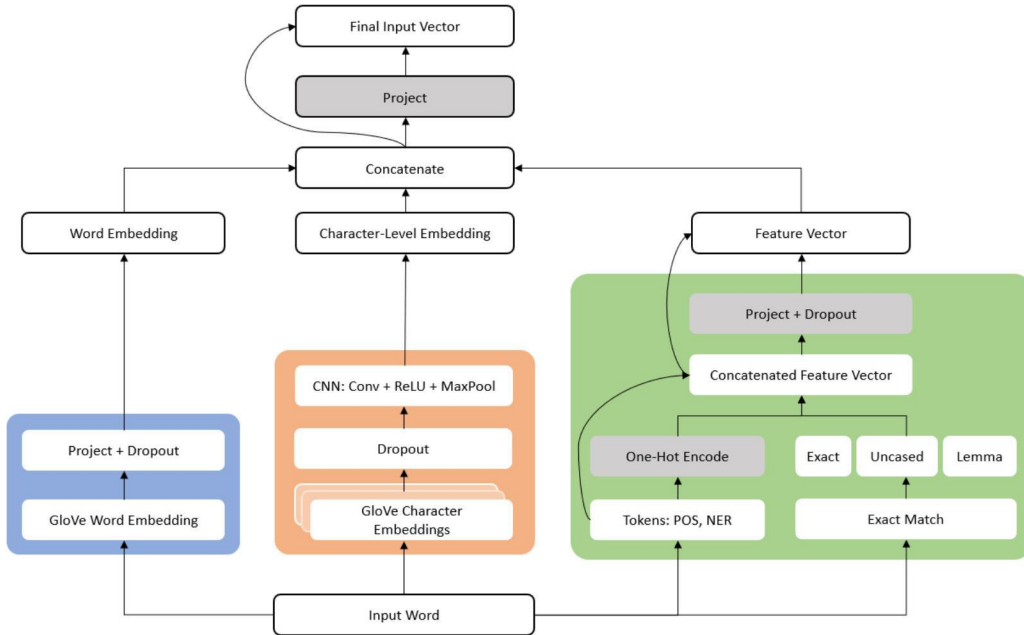 Final Input Vector
Project
Concatenate
Word Embedding
Character-Level Embedding
Feature Vector
Project + Dropout
CNN: Conv + ReLU + MaxPool
Concatenated Feature Vector
Project + Dropout
Dropout
One-Hot Encode
Exact
Uncased
Lemma
GloVe Word Embedding
GloVe Character
Embeddings
Tokens: POS, NER
Exact Match
Input Word